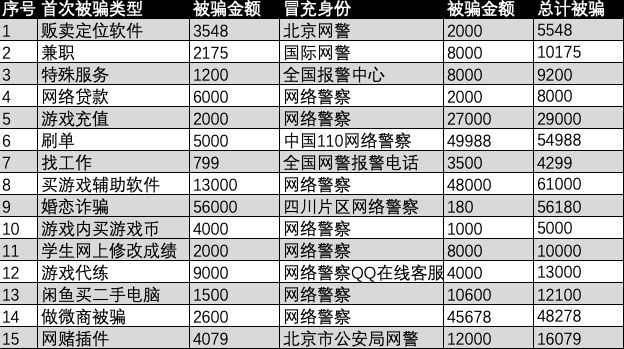 序号 首次被骗类型 被骗金额 冒充身份 被骗金额 总计被骗
1 贩卖定位软件 3548 北京网警 2000 5548
2 兼职 2175 国际网警 8000 10175
3 特殊服务 1200 全国报警中心 8000 9200
4 网络贷款 6000 网络警察 2000 8000
5 游戏充值 2000 网络警察 27000 29000
6 刷单 5000 中国110网络警察 49988 54988
7 找工作 799 全国网警报警电话 3500 4299
8 买游戏辅助软件 13000 网络警察 48000 61000
9 婚恋诈骗 56000 四川片区网络警察 180 56180
10 游戏内买游戏币 4000 网络警察 1000 5000
11 学生网上修改成绩 2000 网络警察 8000 10000
12 游戏代练 9000 网络警察QQ在线客服 4000 13000
13 闲鱼买二手电脑 1500 网络警察 10600 12100
14 做微商被骗 2600 网络警察 45678 48278
15 网赌插件 4079 北京市公安局网警 12000 16079